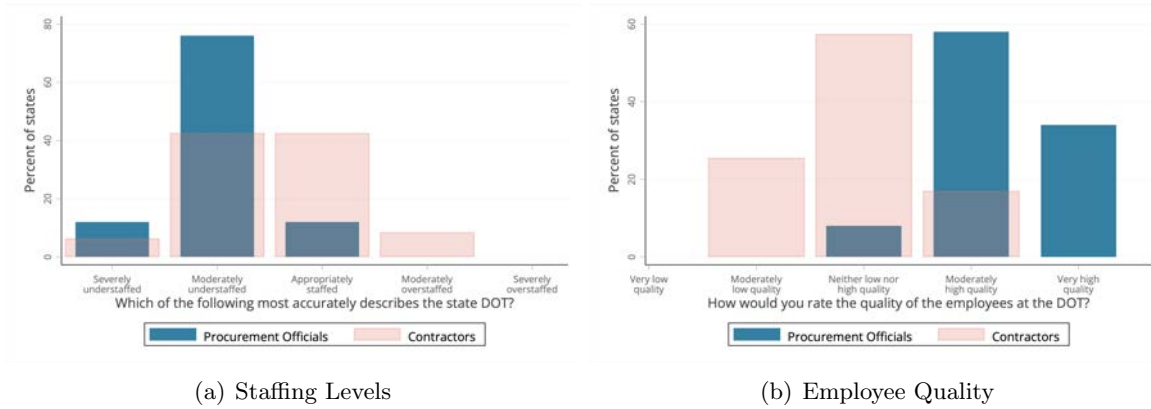 Percent of states
80
60
40
20
0
Severely understaffed
Moderately understaffed
Appropriately staffed
Moderately overstaffed
Severely overstaffed
Which of the following most accurately describes the state DOT?
Procurement Officials
Contractors
(a) Staffing Levels
Percent of states
60
40
20
0
Very low quality
Moderately low quality
Neither low nor high quality
Moderately high quality
Very high quality
How would you rate the quality of the employees at the DOT?
Procurement Officials
Contractors
(b) Employee Quality